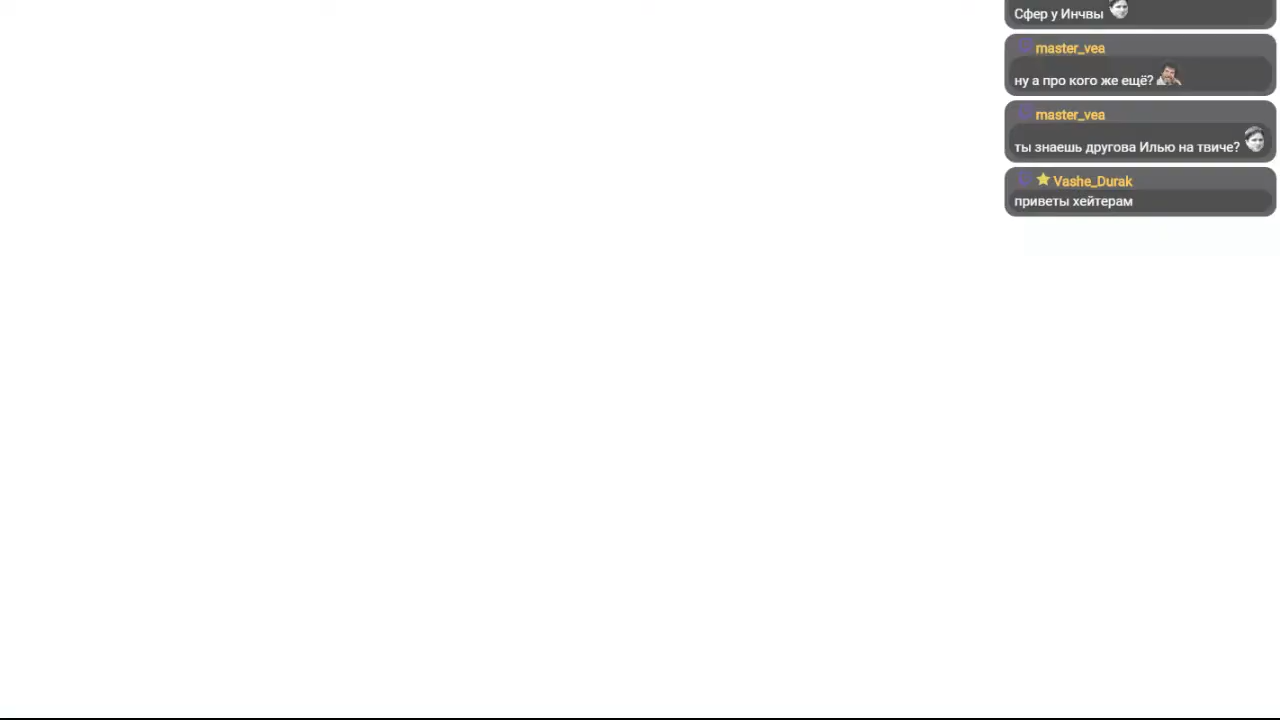 Сфер у Инчвы
master_vea
ну а про кого же ещё?
master_vea
ты знаешь другова Илью на твиче?
Vashe_Durak
приветы хейтерам